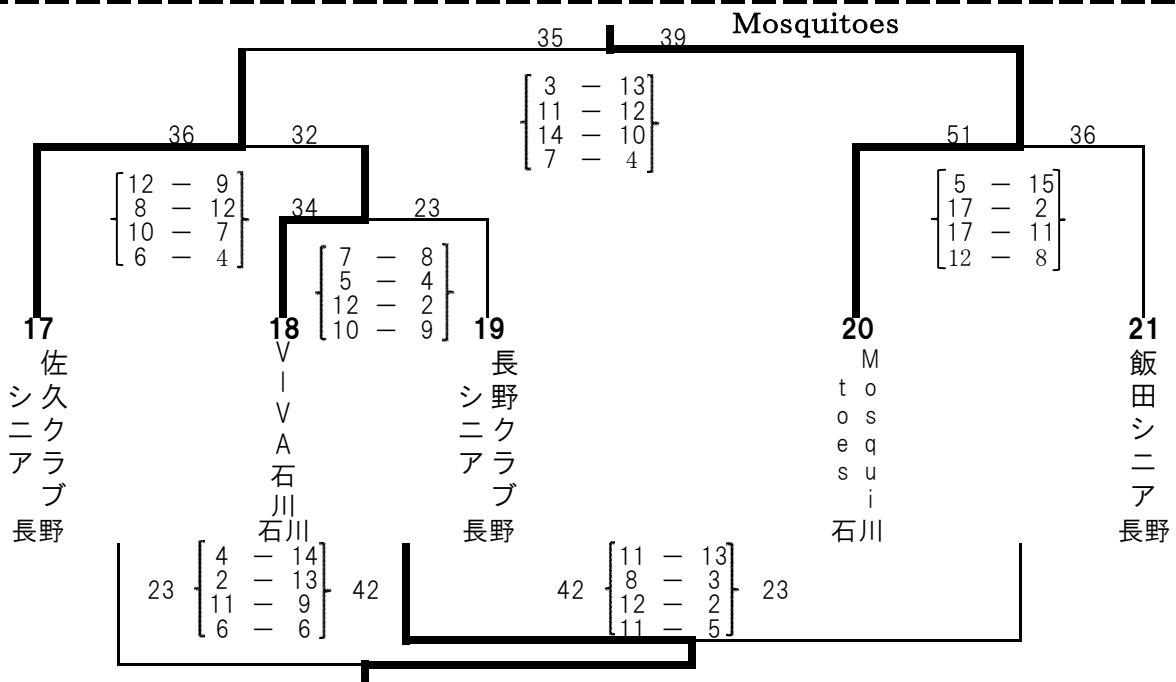 Mosquitoes
35 39
3 − 13
11 − 12
14 − 10
7 − 4
36 32
12 − 9
8 − 12
10 − 7
6 − 4
34 23
7 − 8
5 − 4
12 − 2
10 − 9
51 36
5 − 15
17 − 2
17 − 11
12 − 8
17
佐久クラブ
シニア
長野
18
VIVA石川
石川
19
長野クラブ
シニア
長野
20
Mosqui
toes
石川
21
飯田シニア
長野
23 42
4 − 14
2 − 13
11 − 9
6 − 6
42 23
11 − 13
8 − 3
12 − 2
11 − 5